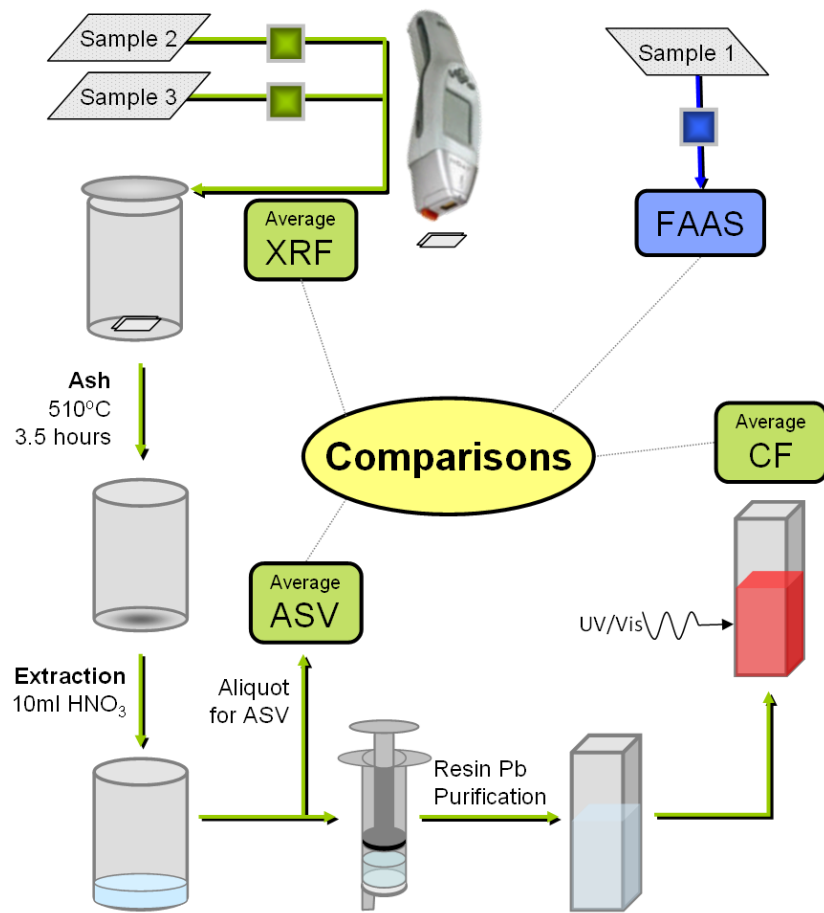 Sample 2
Sample 3
Sample 1
Average
XRF
FAAS
Ash
510°C
3.5 hours
Comparisons
Average
CF
Average
ASV
UV/Vis
Extraction
10ml HNO₃
Aliquot
for ASV
Resin Pb
Purification